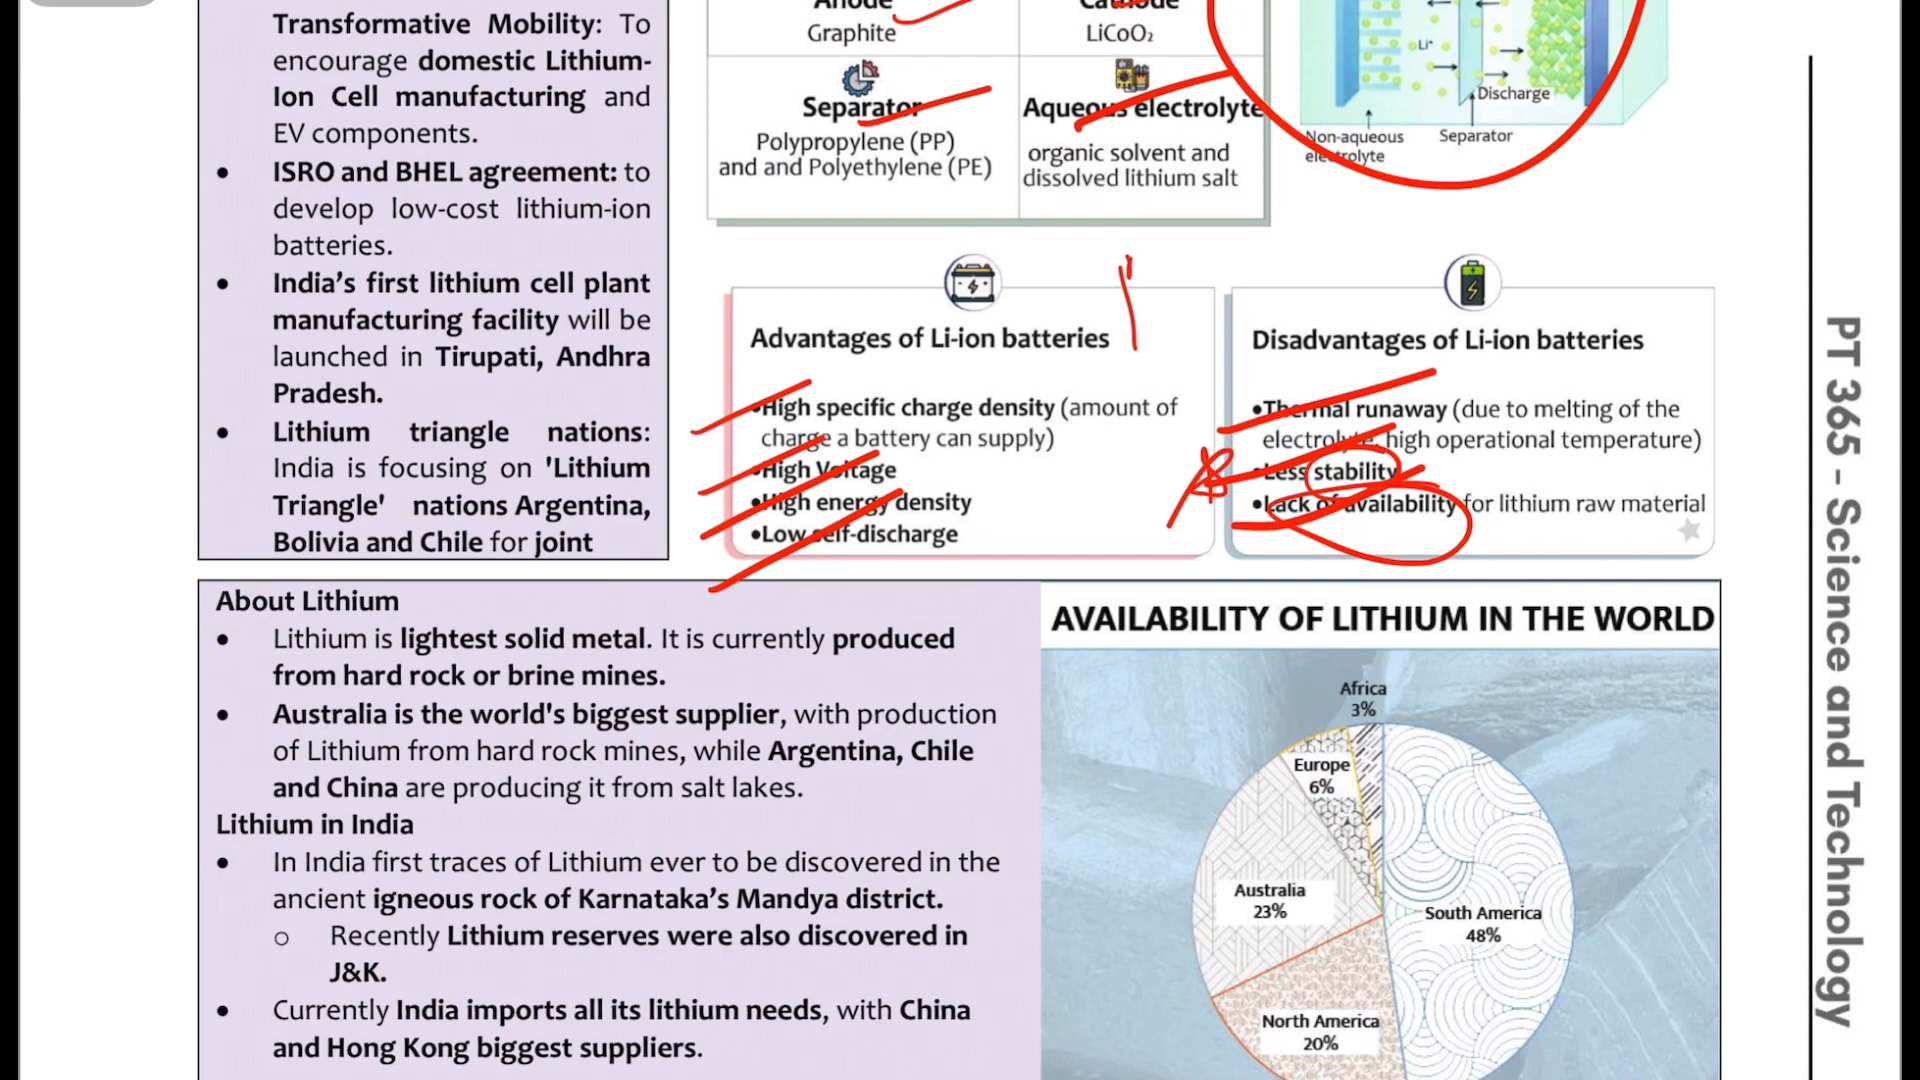 Transformative Mobility: To
encourage domestic Lithium-
Ion Cell manufacturing and
EV components.
• ISRO and BHEL agreement: to
develop low-cost lithium-ion
batteries.
• India's first lithium cell plant
manufacturing facility will be
launched in Tirupati, Andhra
Pradesh.
• Lithium triangle nations:
India is focusing on 'Lithium
Triangle' nations Argentina,
Bolivia and Chile for joint
Anode
Graphite
Cathode
LiCoO₂
Separator
Polypropylene (PP)
and and Polyethylene (PE)
Aqueous electrolyte
organic solvent and
dissolved lithium salt
Li⁺
Discharge
Non-aqueous
electrolyte
Separator
Advantages of Li-ion batteries
•High specific charge density (amount of
charge a battery can supply)
•High Voltage
•High energy density
•Low self-discharge
Disadvantages of Li-ion batteries
•Thermal runaway (due to melting of the
electrolyte, high operational temperature)
•Less stability
•Lack of availability for lithium raw material
About Lithium
• Lithium is lightest solid metal. It is currently produced
from hard rock or brine mines.
• Australia is the world's biggest supplier, with production
of Lithium from hard rock mines, while Argentina, Chile
and China are producing it from salt lakes.
Lithium in India
• In India first traces of Lithium ever to be discovered in the
ancient igneous rock of Karnataka's Mandya district.
o Recently Lithium reserves were also discovered in
J&K.
• Currently India imports all its lithium needs, with China
and Hong Kong biggest suppliers.
AVAILABILITY OF LITHIUM IN THE WORLD
Africa
3%
Europe
6%
Australia
23%
South America
48%
North America
20%
PT 365 - Science and Technology